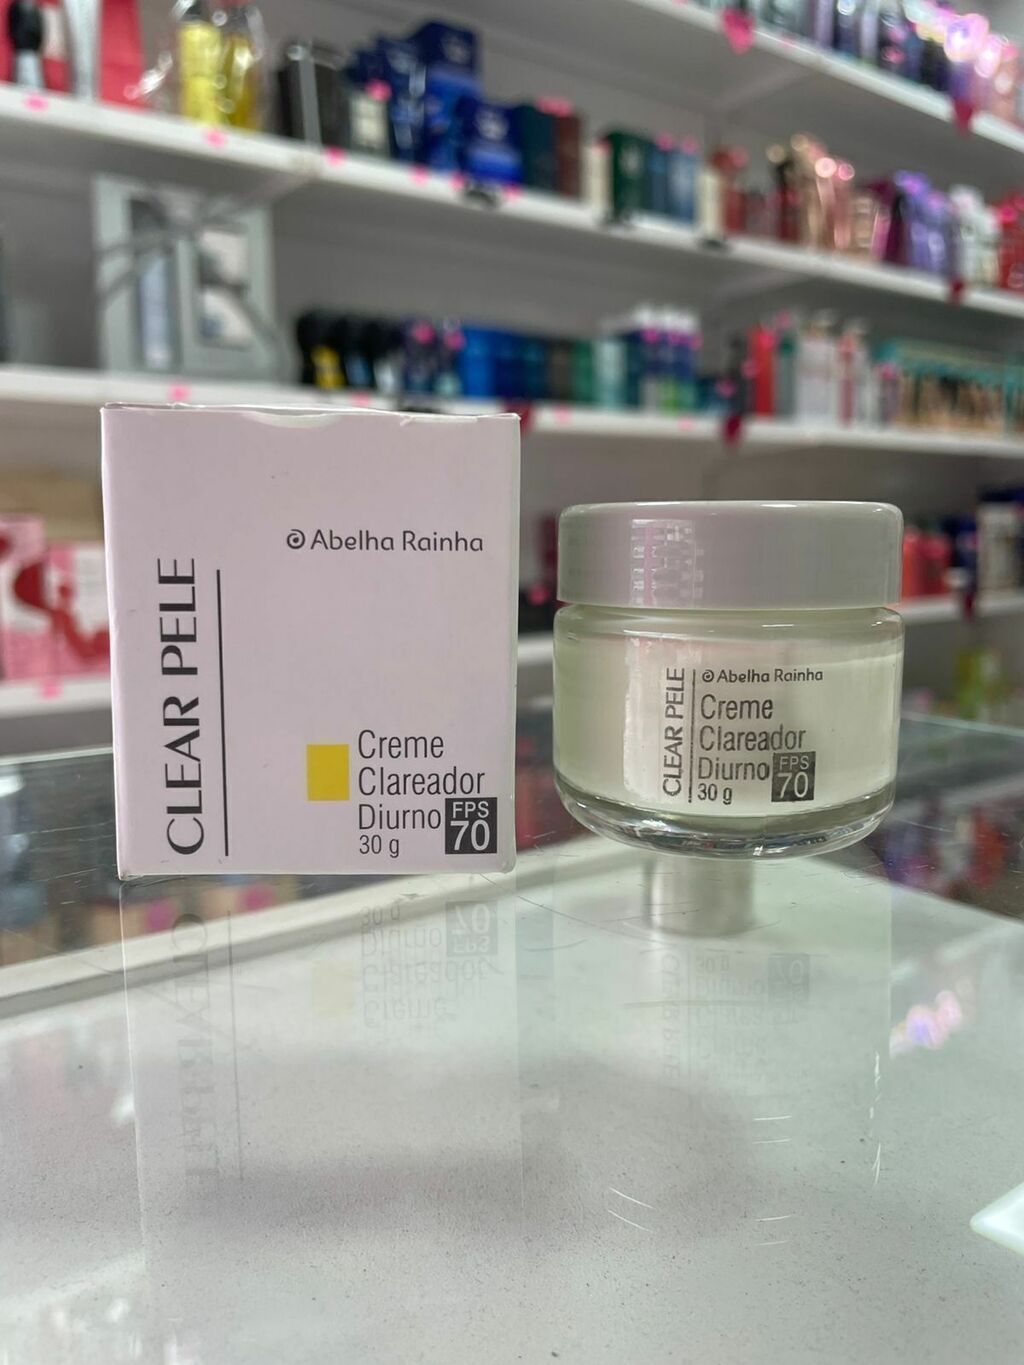 Abelha Rainha
CLEAR PELE
Creme
Clareador
Diurno FPS 70
30 g
Abelha Rainha
CLEAR PELE
Creme
Clareador
Diurno FPS 70
30 g